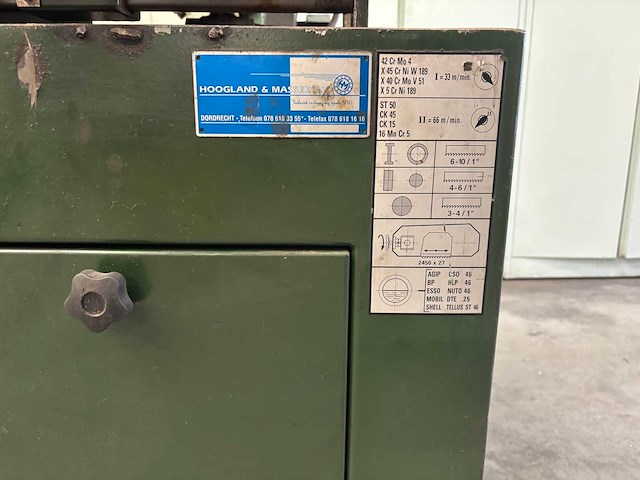 HOOGLAND & MAS
DORDRECHT - Telefoon 078 618 33 55* - Telefax 078 618 16 16
42 Cr Mo 4
X 45 Cr Ni W 189
X 40 Cr Mo V 51
X 5 Cr Ni 189
I = 33 m/min.
ST 50
CK 45
CK 15
16 Mn Cr 5
II = 66 m/min.
6-10/1"
4-6/1"
3-4/1"
2450 x 27
AGIP USO 46
BP HLP 46
ESSO NUTO 46
MOBIL DTE 25
SHELL TELLUS ST 46